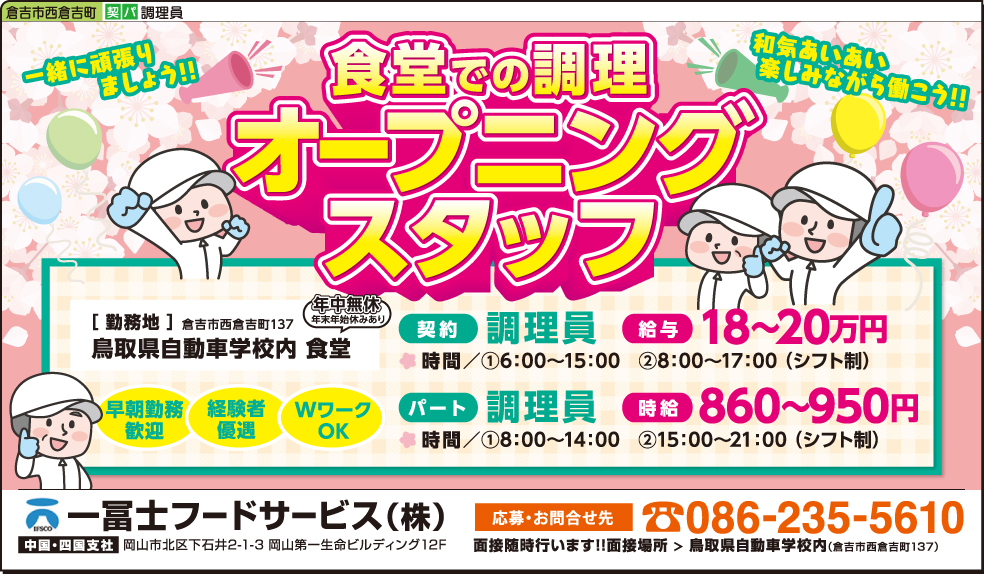 倉吉市西倉吉町 契 パ 調理員
一緒に頑張り
ましょう!!
和気あいあい
楽しみながら働こう!!
食堂での調理
オープニング
スタッフ
[ 勤務地 ] 倉吉市西倉吉町137
鳥取県自動車学校内 食堂
年中無休
年末年始休みあり
早朝勤務
歓迎
経験者
優遇
Wワーク
OK
契約 調理員 給与 18〜20万円
時間／①6:00〜15:00 ②8:00〜17:00（シフト制）
パート 調理員 時給 860〜950円
時間／①8:00〜14:00 ②15:00〜21:00（シフト制）
IFSCO
一冨士フードサービス(株)
中国・四国支社 岡山市北区下石井2-1-3 岡山第一生命ビルディング12F
応募・お問合せ先 ☎086-235-5610
面接随時行います!!面接場所 > 鳥取県自動車学校内(倉吉市西倉吉町137)